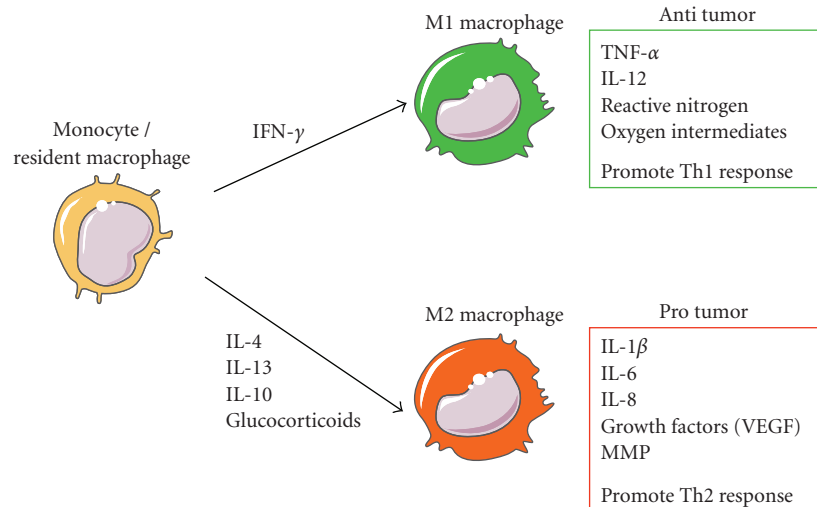 Monocyte /
resident macrophage
IFN-γ
M1 macrophage
Anti tumor
TNF-α
IL-12
Reactive nitrogen
Oxygen intermediates
Promote Th1 response
IL-4
IL-13
IL-10
Glucocorticoids
M2 macrophage
Pro tumor
IL-1β
IL-6
IL-8
Growth factors (VEGF)
MMP
Promote Th2 response